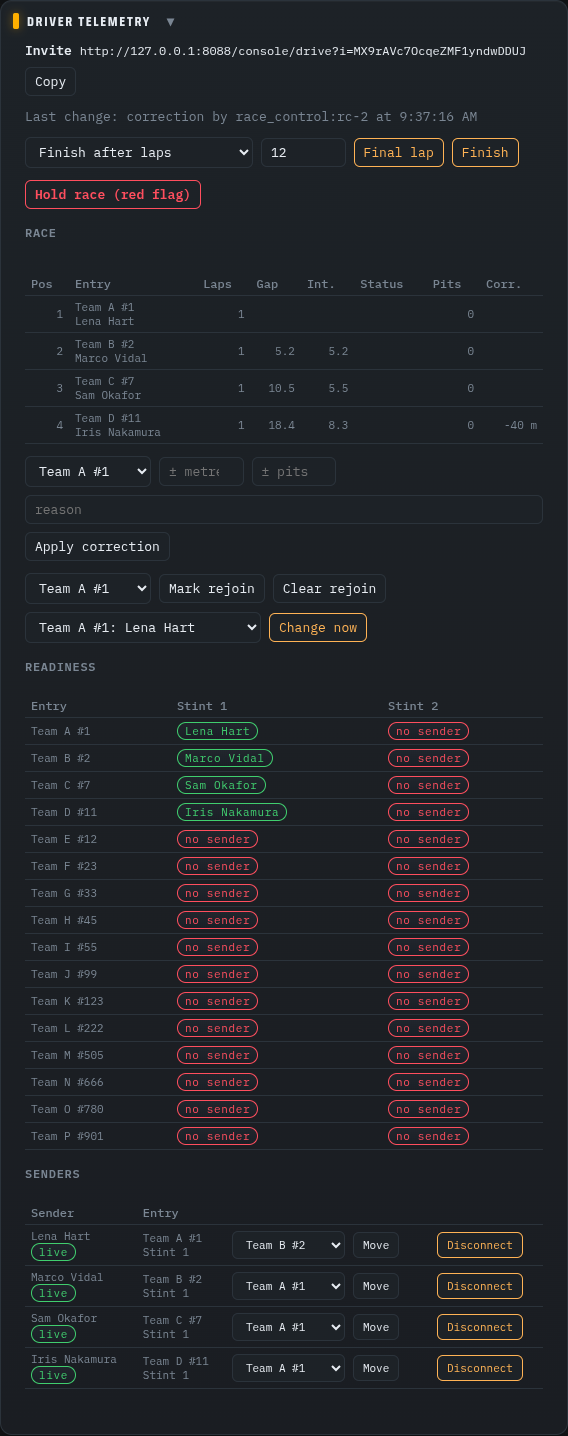 DRIVER TELEMETRY ▼
Invite http://127.0.0.1:8088/console/drive?i=MX9rAVc7OcqeZMF1yndwDDUJ
Copy
Last change: correction by race_control:rc-2 at 9:37:16 AM
Finish after laps 12 Final lap Finish
Hold race (red flag)
RACE
Pos Entry Laps Gap Int. Status Pits Corr.
1 Team A #1 1 0
Lena Hart
2 Team B #2 1 5.2 5.2 0
Marco Vidal
3 Team C #7 1 10.5 5.5 0
Sam Okafor
4 Team D #11 1 18.4 8.3 0 -40 m
Iris Nakamura
Team A #1 ± metre ± pits
reason
Apply correction
Team A #1 Mark rejoin Clear rejoin
Team A #1: Lena Hart Change now
READINESS
Entry Stint 1 Stint 2
Team A #1 Lena Hart no sender
Team B #2 Marco Vidal no sender
Team C #7 Sam Okafor no sender
Team D #11 Iris Nakamura no sender
Team E #12 no sender no sender
Team F #23 no sender no sender
Team G #33 no sender no sender
Team H #45 no sender no sender
Team I #55 no sender no sender
Team J #99 no sender no sender
Team K #123 no sender no sender
Team L #222 no sender no sender
Team M #505 no sender no sender
Team N #666 no sender no sender
Team O #780 no sender no sender
Team P #901 no sender no sender
SENDERS
Sender Entry
Lena Hart Team A #1 Team B #2 Move Disconnect
live Stint 1
Marco Vidal Team B #2 Team A #1 Move Disconnect
live Stint 1
Sam Okafor Team C #7 Team A #1 Move Disconnect
live Stint 1
Iris Nakamura Team D #11 Team A #1 Move Disconnect
live Stint 1